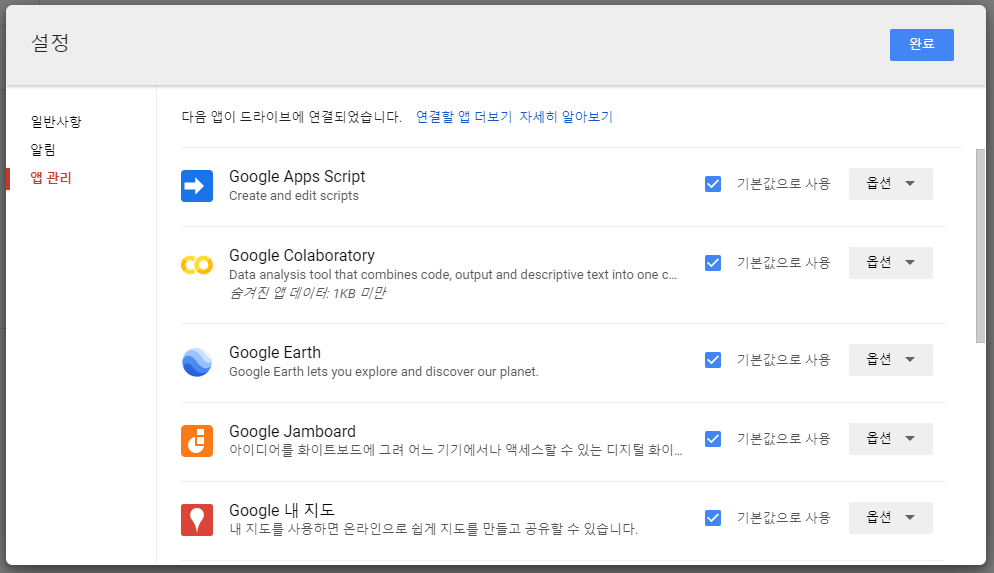 설정
완료
일반사항
알림
앱 관리
다음 앱이 드라이브에 연결되었습니다. 연결할 앱 더보기 자세히 알아보기
Google Apps Script
Create and edit scripts
기본값으로 사용
옵션
Google Colaboratory
Data analysis tool that combines code, output and descriptive text into one c...
숨겨진 앱 데이터: 1KB 미만
기본값으로 사용
옵션
Google Earth
Google Earth lets you explore and discover our planet.
기본값으로 사용
옵션
Google Jamboard
아이디어를 화이트보드에 그려 어느 기기에서나 액세스할 수 있는 디지털 화이...
기본값으로 사용
옵션
Google 내 지도
내 지도를 사용하면 온라인으로 쉽게 지도를 만들고 공유할 수 있습니다.
기본값으로 사용
옵션